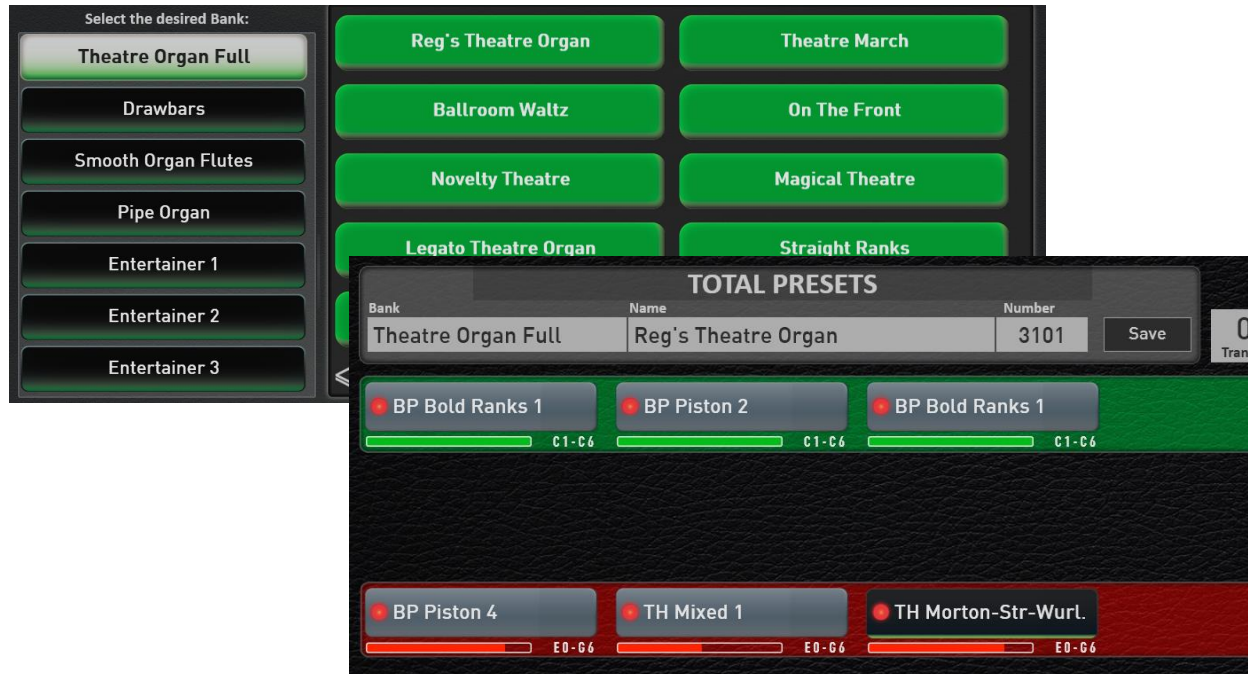 Select the desired Bank:
Theatre Organ Full
Drawbars
Smooth Organ Flutes
Pipe Organ
Entertainer 1
Entertainer 2
Entertainer 3
Reg's Theatre Organ
Theatre March
Ballroom Waltz
On The Front
Novelty Theatre
Magical Theatre
Legato Theatre Organ
Straight Ranks
TOTAL PRESETS
Bank Name Number
Theatre Organ Full Reg's Theatre Organ 3101 Save
BP Bold Ranks 1 BP Piston 2 BP Bold Ranks 1
C1-C6 C1-C6 C1-C6
BP Piston 4 TH Mixed 1 TH Morton-Str-Wurl.
E0-G6 E0-G6 E0-G6